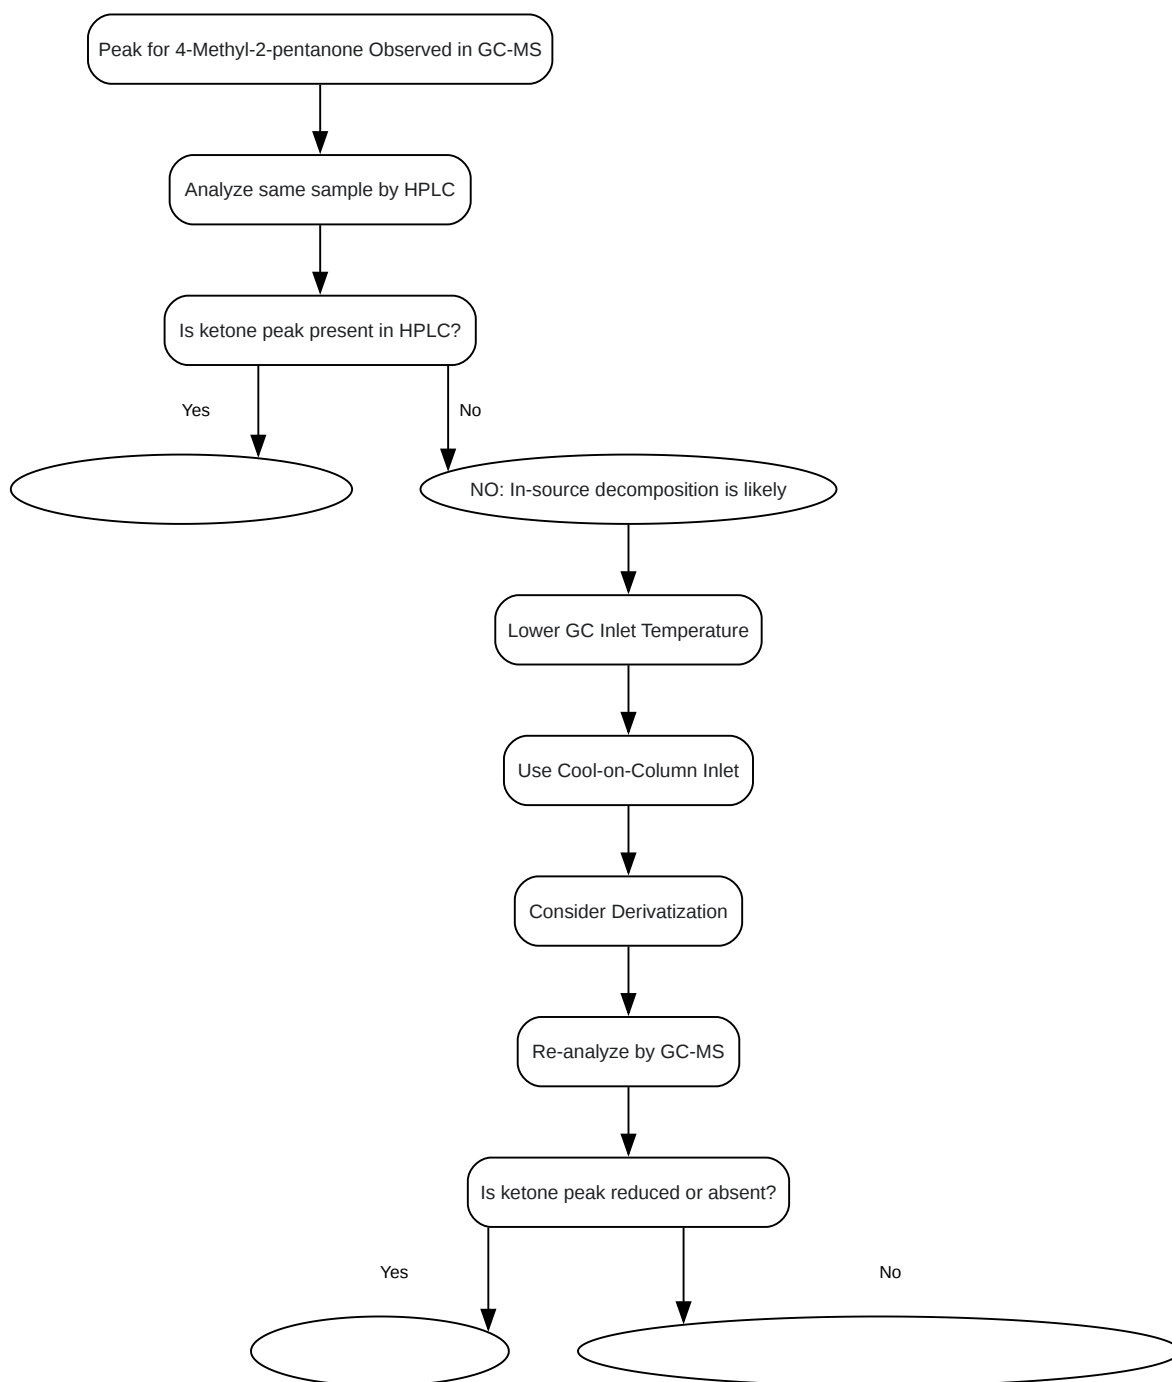 Peak for 4-Methyl-2-pentanone Observed in GC-MS
Analyze same sample by HPLC
Is ketone peak present in HPLC?
Yes
No
NO: In-source decomposition is likely
Lower GC Inlet Temperature
Use Cool-on-Column Inlet
Consider Derivatization
Re-analyze by GC-MS
Is ketone peak reduced or absent?
Yes
No